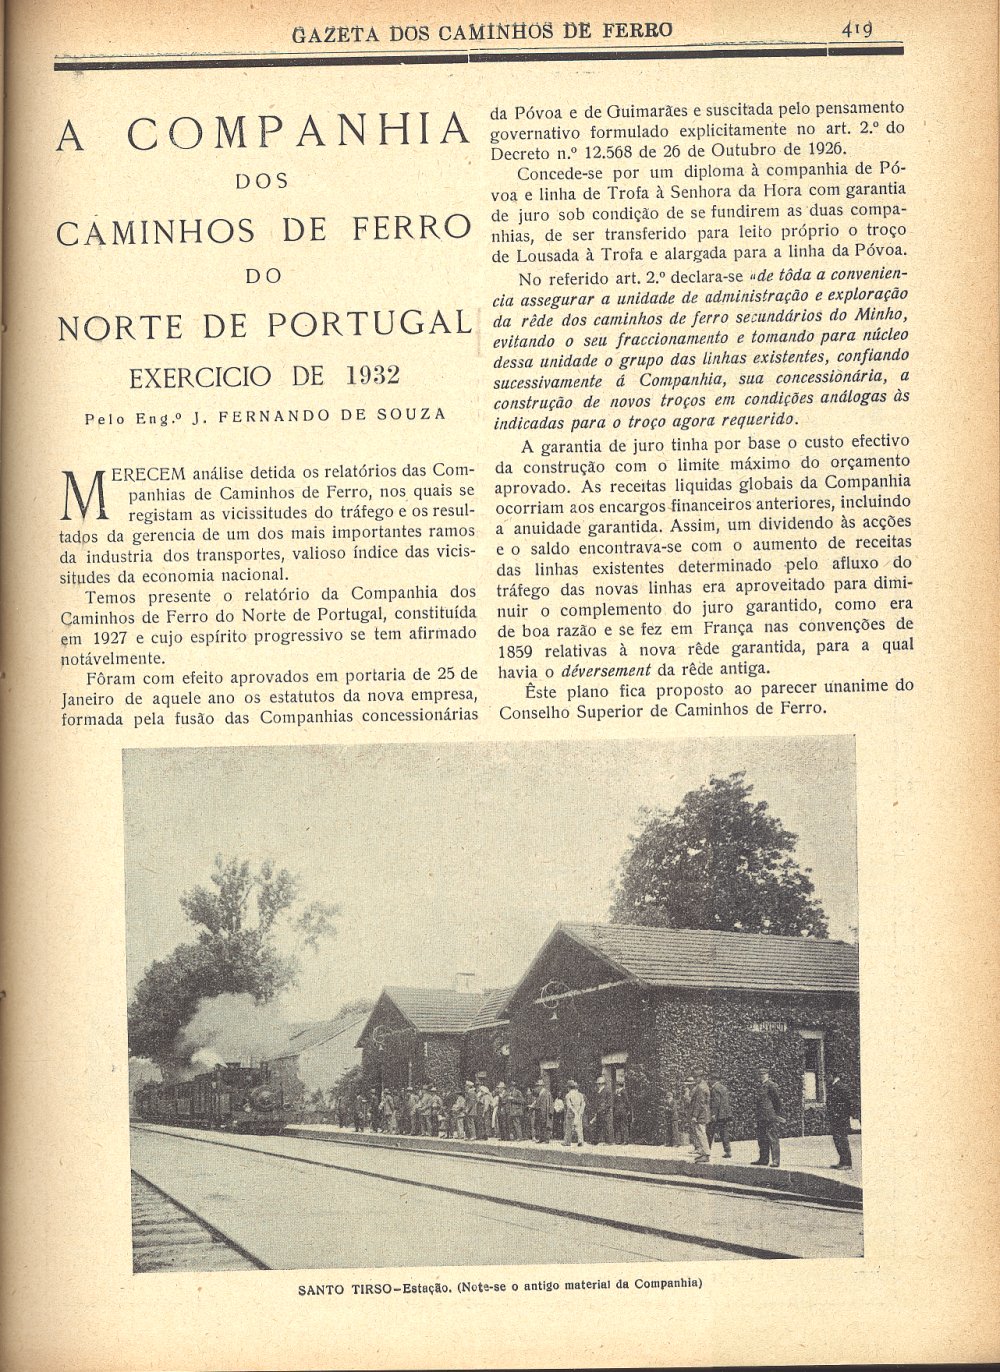 GAZETA DOS CAMINHOS DE FERRO 419
A COMPANHIA
DOS
CAMINHOS DE FERRO
DO
NORTE DE PORTUGAL
EXERCICIO DE 1932
Pelo Eng.º J. FERNANDO DE SOUZA
MERECEM análise detida os relatórios das Com-
panhias de Caminhos de Ferro, nos quais se
registam as vicissitudes do tráfego e os resul-
tados da gerencia de um dos mais importantes ramos
da industria dos transportes, valioso índice das vicis-
situdes da economia nacional.
Temos presente o relatório da Companhia dos
Caminhos de Ferro do Norte de Portugal, constituída
em 1927 e cujo espírito progressivo se tem afirmado
notávelmente.
Fôram com efeito aprovados em portaria de 25 de
Janeiro de aquele ano os estatutos da nova empresa,
formada pela fusão das Companhias concessionárias
da Póvoa e de Guimarães e suscitada pelo pensamento
governativo formulado explicitamente no art. 2.º do
Decreto n.º 12.568 de 26 de Outubro de 1926.
Concede-se por um diploma à companhia de Pó-
voa e linha de Trofa à Senhora da Hora com garantia
de juro sob condição de se fundirem as duas compa-
nhias, de ser transferido para leito próprio o troço
de Lousada à Trofa e alargada para a linha da Póvoa.
No referido art. 2.º declara-se «de tôda a convenien-
cia assegurar a unidade de administração e exploração
da rêde dos caminhos de ferro secundários do Minho,
evitando o seu fraccionamento e tomando para núcleo
dessa unidade o grupo das linhas existentes, confiando
sucessivamente á Companhia, sua concessionária, a
construção de novos troços em condições análogas às
indicadas para o troço agora requerido.
A garantia de juro tinha por base o custo efectivo
da construção com o limite máximo do orçamento
aprovado. As receitas liquidas globais da Companhia
ocorriam aos encargos financeiros anteriores, incluindo
a anuidade garantida. Assim, um dividendo às acções
e o saldo encontrava-se com o aumento de receitas
das linhas existentes determinado pelo afluxo do
tráfego das novas linhas era aproveitado para dimi-
nuir o complemento do juro garantido, como era
de boa razão e se fez em França nas convenções de
1859 relativas à nova rêde garantida, para a qual
havia o déversement da rêde antiga.
Êste plano fica proposto ao parecer unanime do
Conselho Superior de Caminhos de Ferro.
SANTO TIRSO—Estação. (Note-se o antigo material da Companhia)